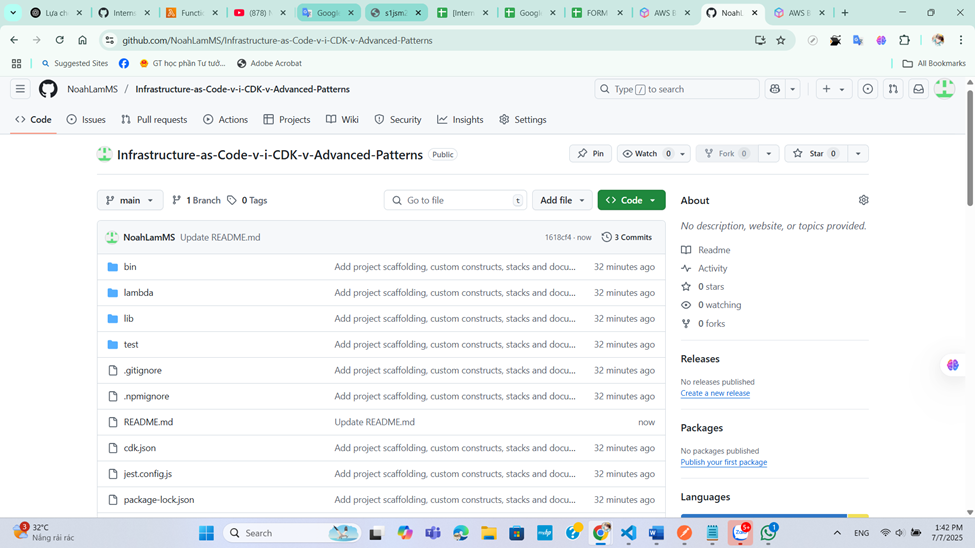 Lựa ch
Interns
Function
(878) N
Google
s1jsm2
[Intern
Google
FORM
AWS B
NoahL
AWS B
github.com/NoahLamMS/Infrastructure-as-Code-v-i-CDK-v-Advanced-Patterns
Suggested Sites
GT học phần Tư tưở...
Adobe Acrobat
All Bookmarks
NoahLamMS / Infrastructure-as-Code-v-i-CDK-v-Advanced-Patterns
Type / to search
Code
Issues
Pull requests
Actions
Projects
Wiki
Security
Insights
Settings
Infrastructure-as-Code-v-i-CDK-v-Advanced-Patterns Public
Pin
Watch 0
Fork 0
Star 0
main
1 Branch
0 Tags
Go to file t
Add file
Code
NoahLamMS Update README.md 1618cf4 · now 3 Commits
bin Add project scaffolding, custom constructs, stacks and docu... 32 minutes ago
lambda Add project scaffolding, custom constructs, stacks and docu... 32 minutes ago
lib Add project scaffolding, custom constructs, stacks and docu... 32 minutes ago
test Add project scaffolding, custom constructs, stacks and docu... 32 minutes ago
.gitignore Add project scaffolding, custom constructs, stacks and docu... 32 minutes ago
.npmignore Add project scaffolding, custom constructs, stacks and docu... 32 minutes ago
README.md Update README.md now
cdk.json Add project scaffolding, custom constructs, stacks and docu... 32 minutes ago
jest.config.js Add project scaffolding, custom constructs, stacks and docu... 32 minutes ago
package-lock.json Add project scaffolding, custom constructs, stacks and docu... 32 minutes ago
About
No description, website, or topics provided.
Readme
Activity
0 stars
0 watching
0 forks
Releases
No releases published
Create a new release
Packages
No packages published
Publish your first package
Languages
3
32°C
Nắng rải rác
Search
5+
1
ENG
1:42 PM
7/7/2025